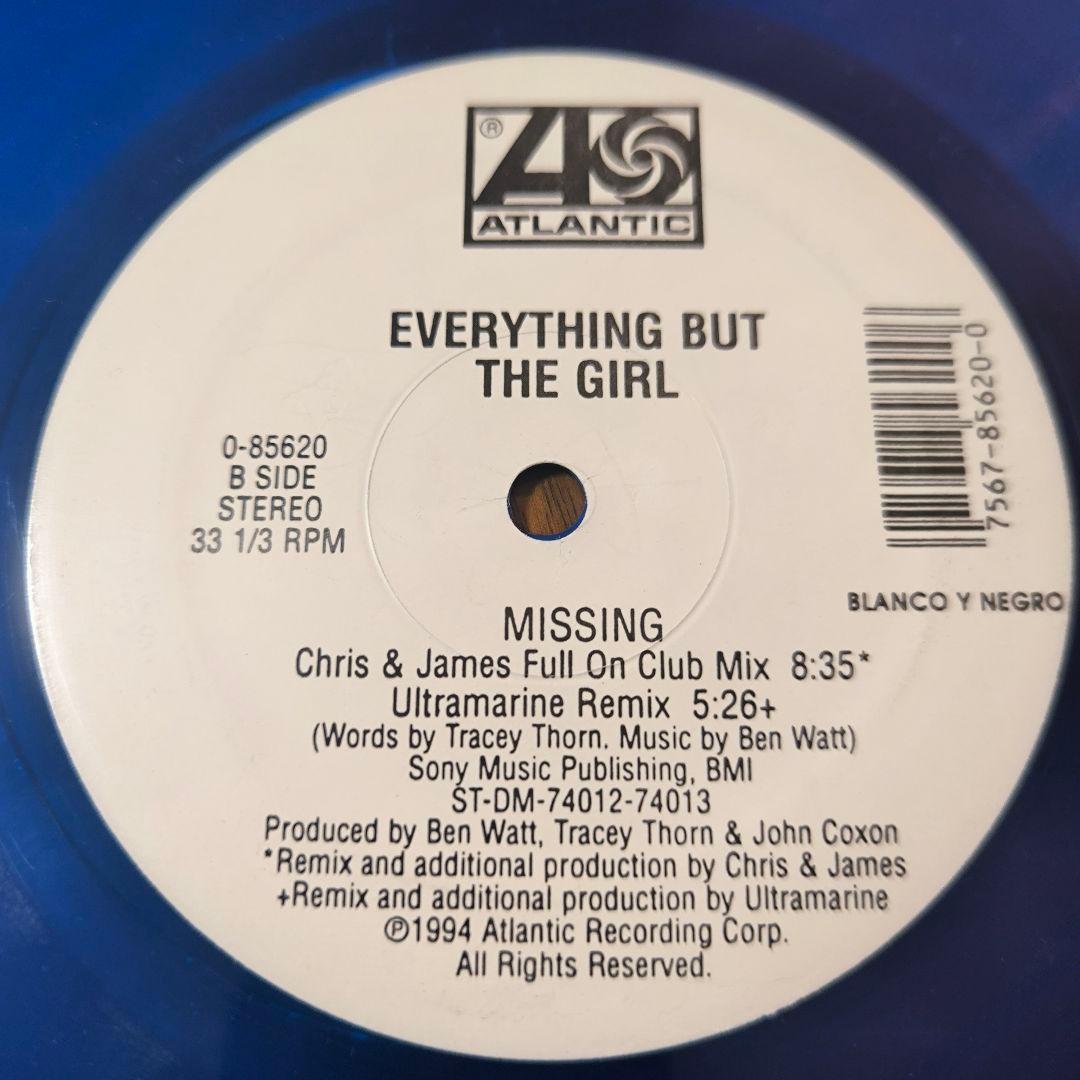 ®
ATLANTIC
EVERYTHING BUT
THE GIRL
0-85620
B SIDE
STEREO
33 1/3 RPM
7567-85620-0
BLANCO Y NEGRO
MISSING
Chris & James Full On Club Mix 8:35*
Ultramarine Remix 5:26+
(Words by Tracey Thorn. Music by Ben Watt)
Sony Music Publishing, BMI
ST-DM-74012-74013
Produced by Ben Watt, Tracey Thorn & John Coxon
*Remix and additional production by Chris & James
+Remix and additional production by Ultramarine
℗1994 Atlantic Recording Corp.
All Rights Reserved.